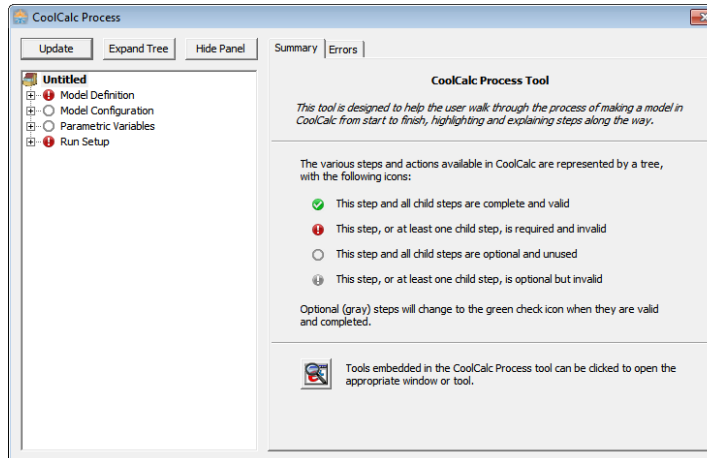 CoolCalc Process
Update
Expand Tree
Hide Panel
Summary
Errors
Untitled
Model Definition
Model Configuration
Parametric Variables
Run Setup
CoolCalc Process Tool
This tool is designed to help the user walk through the process of making a model in
CoolCalc from start to finish, highlighting and explaining steps along the way.
The various steps and actions available in CoolCalc are represented by a tree,
with the following icons:
This step and all child steps are complete and valid
This step, or at least one child step, is required and invalid
This step and all child steps are optional and unused
This step, or at least one child step, is optional but invalid
Optional (gray) steps will change to the green check icon when they are valid
and completed.
Tools embedded in the CoolCalc Process tool can be clicked to open the
appropriate window or tool.